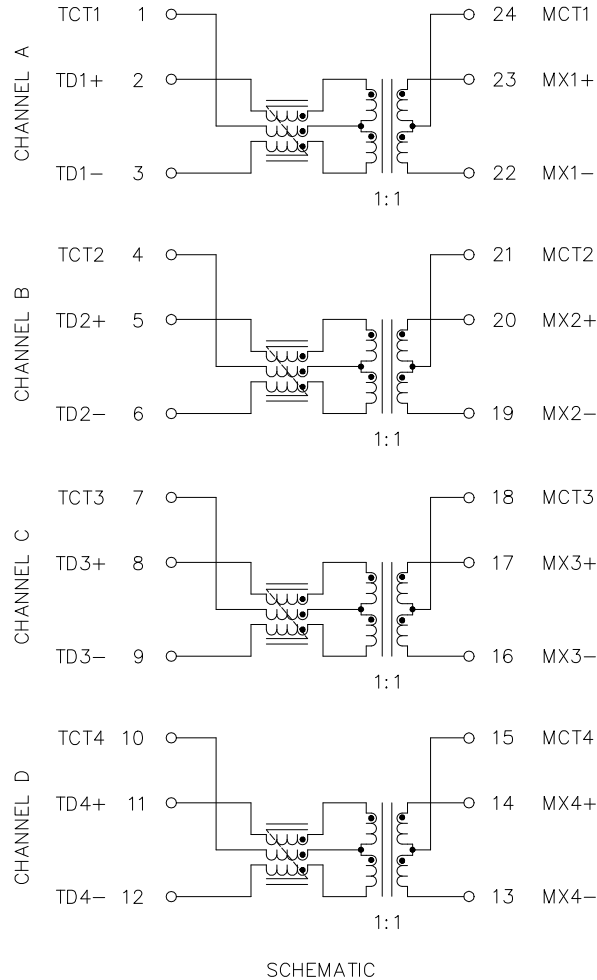 CHANNEL A
TCT1 1 24 MCT1
TD1+ 2 23 MX1+
TD1- 3 22 MX1-
1:1
CHANNEL B
TCT2 4 21 MCT2
TD2+ 5 20 MX2+
TD2- 6 19 MX2-
1:1
CHANNEL C
TCT3 7 18 MCT3
TD3+ 8 17 MX3+
TD3- 9 16 MX3-
1:1
CHANNEL D
TCT4 10 15 MCT4
TD4+ 11 14 MX4+
TD4- 12 13 MX4-
1:1
SCHEMATIC